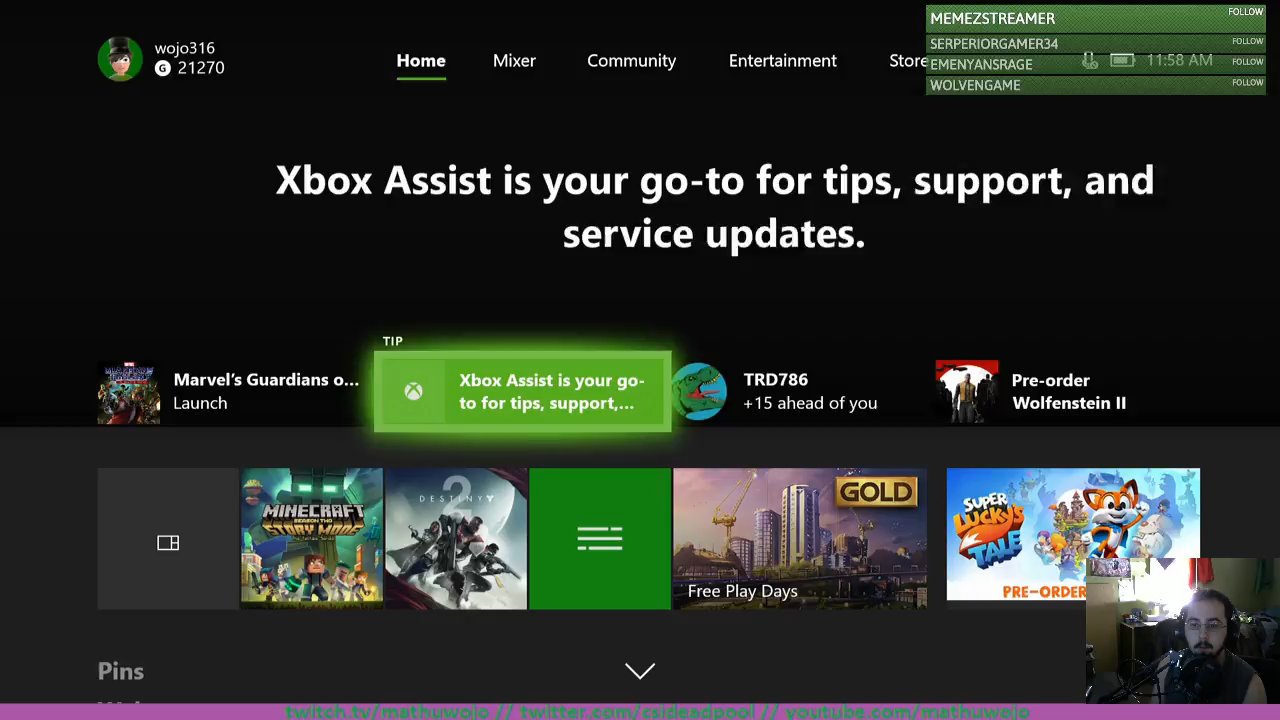 wojo316
G 21270
Home
Mixer
Community
Entertainment
Store
11:58 AM
MEMEZSTREAMER FOLLOW
SERPERIORGAMER34 FOLLOW
EMENYANSRAGE FOLLOW
WOLVENGAME FOLLOW
Xbox Assist is your go-to for tips, support, and
service updates.
TIP
Marvel's Guardians o...
Launch
Xbox Assist is your go-
to for tips, support,...
TRD786
+15 ahead of you
Pre-order
Wolfenstein II
MINECRAFT
SEASON TWO
STORY MODE
2
DESTINY
GOLD
Free Play Days
SUPER
LUCKY'S
TALE
PRE-ORDER
Pins
twitch.tv/mathuwojo // twitter.com/csideadpool // youtube.com/mathuwojo